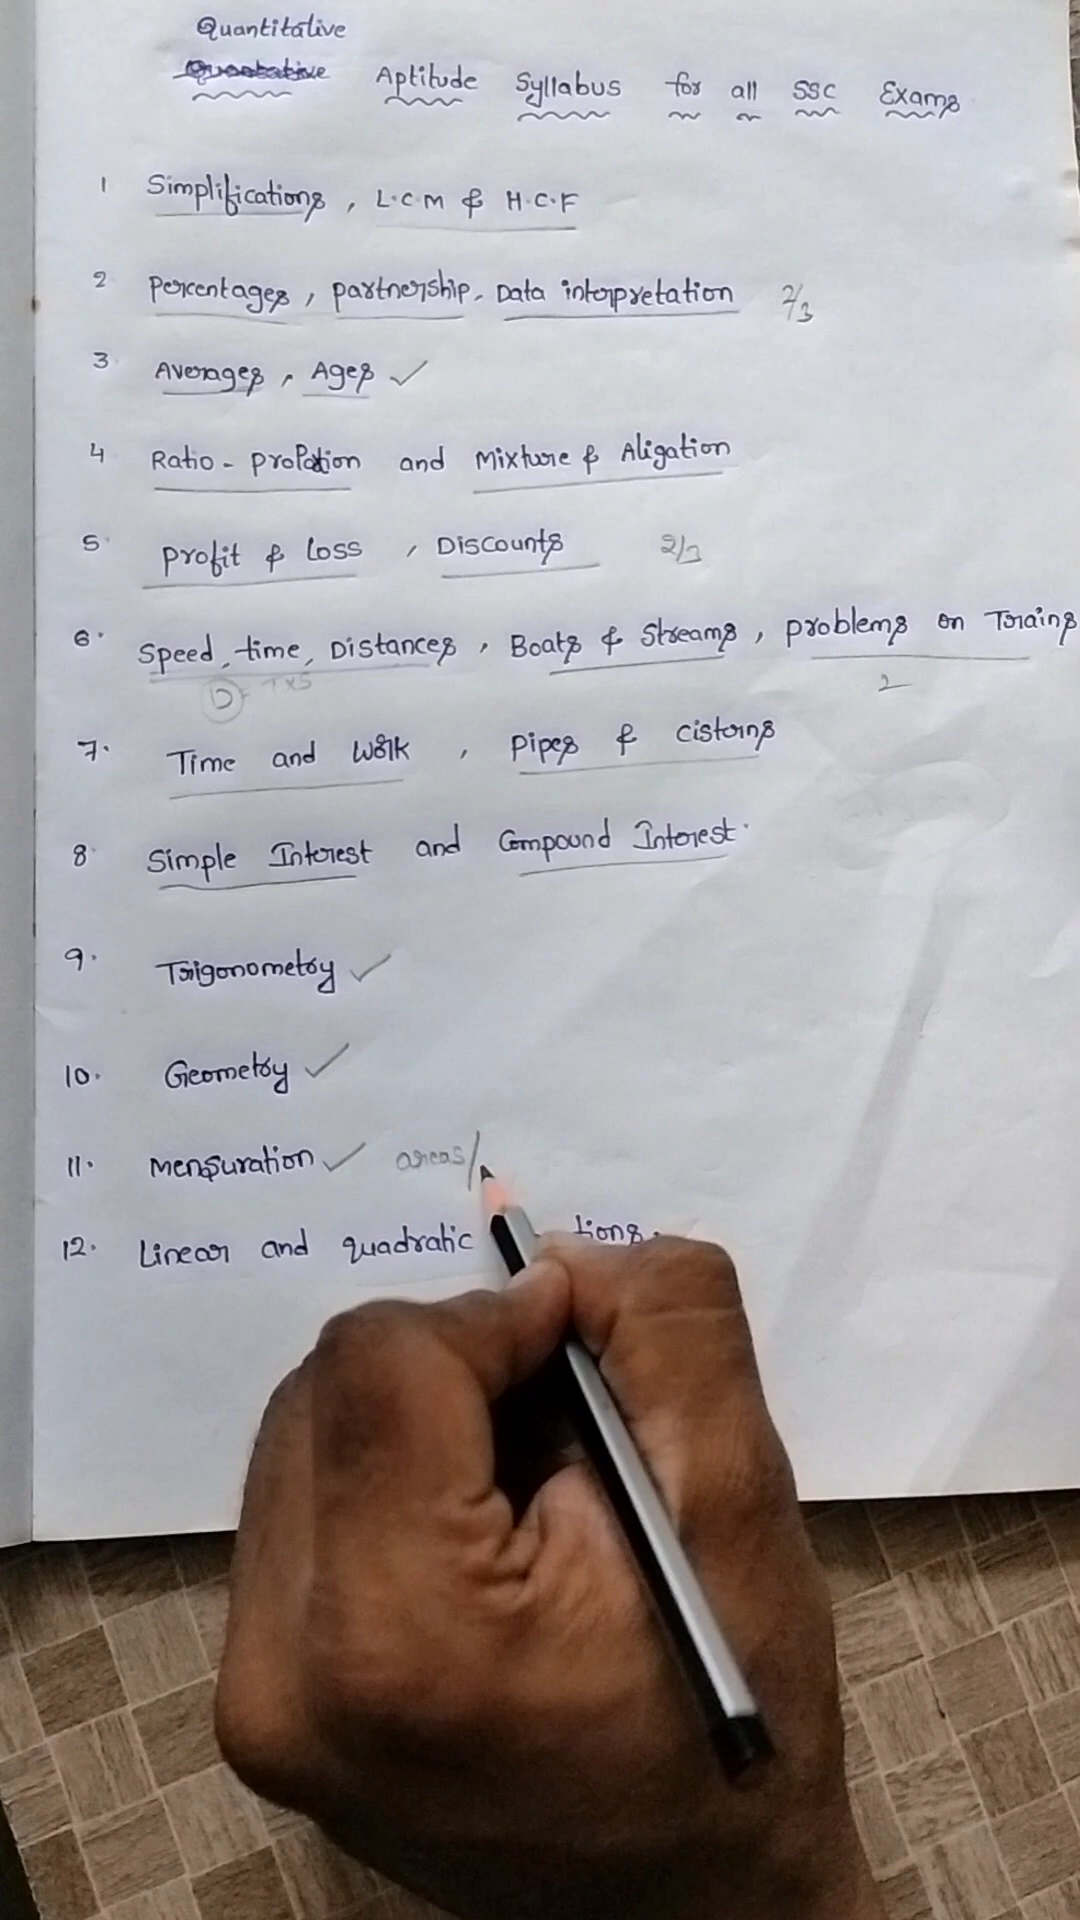 Quantitative
Aptitude Syllabus for all SSC Exams
1 Simplifications, L.C.M & H.C.F
2 Percentages, partnership, Data interpretation 2/3
3 Averages, Ages ✓
4 Ratio - Propotion and Mixture & Aligation
5 Profit & Loss, Discounts 2/3
6. Speed, time, Distances, Boats & Streams, problems on Trains
D = T×S 2
7. Time and Work, Pipes & cisterns
8 Simple Interest and Compound Interest.
9. Trigonometry ✓
10. Geometry ✓
11. Mensuration ✓ areas/
12. Linear and quadratic tions.